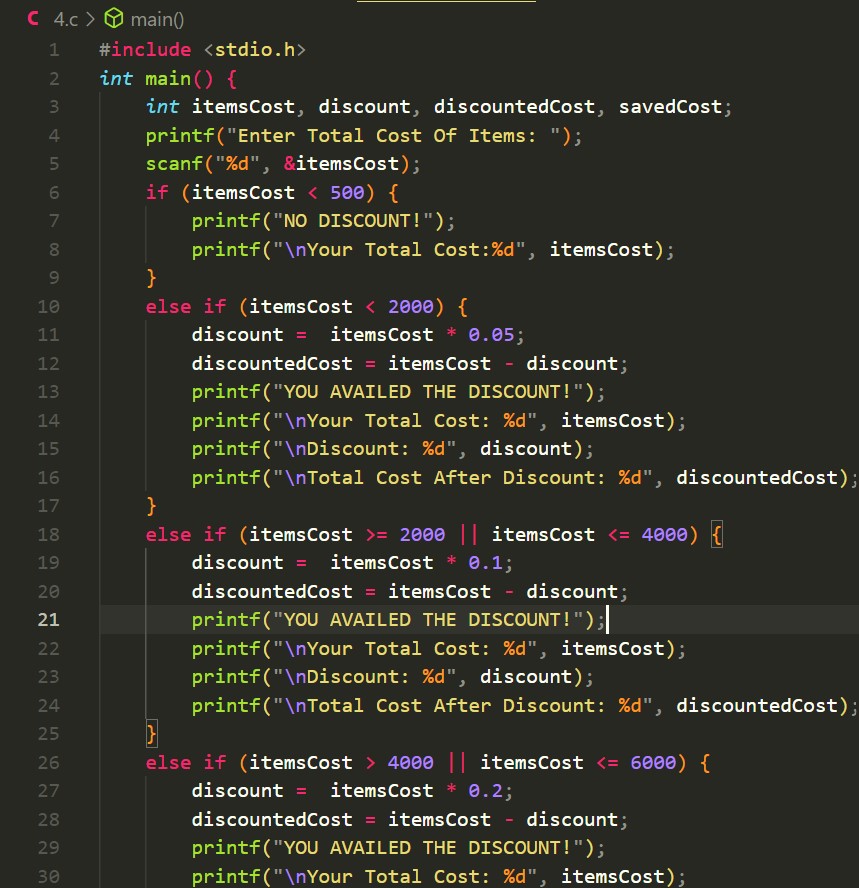 C 4.c > main()
1 #include <stdio.h>
2 int main() {
3 int itemsCost, discount, discountedCost, savedCost;
4 printf("Enter Total Cost Of Items: ");
5 scanf("%d", &itemsCost);
6 if (itemsCost < 500) {
7 printf("NO DISCOUNT!");
8 printf("\nYour Total Cost:%d", itemsCost);
9 }
10 else if (itemsCost < 2000) {
11 discount =  itemsCost * 0.05;
12 discountedCost = itemsCost - discount;
13 printf("YOU AVAILED THE DISCOUNT!");
14 printf("\nYour Total Cost: %d", itemsCost);
15 printf("\nDiscount: %d", discount);
16 printf("\nTotal Cost After Discount: %d", discountedCost);
17 }
18 else if (itemsCost >= 2000 || itemsCost <= 4000) {
19 discount =  itemsCost * 0.1;
20 discountedCost = itemsCost - discount;
21 printf("YOU AVAILED THE DISCOUNT!");
22 printf("\nYour Total Cost: %d", itemsCost);
23 printf("\nDiscount: %d", discount);
24 printf("\nTotal Cost After Discount: %d", discountedCost);
25 }
26 else if (itemsCost > 4000 || itemsCost <= 6000) {
27 discount =  itemsCost * 0.2;
28 discountedCost = itemsCost - discount;
29 printf("YOU AVAILED THE DISCOUNT!");
30 printf("\nYour Total Cost: %d", itemsCost);